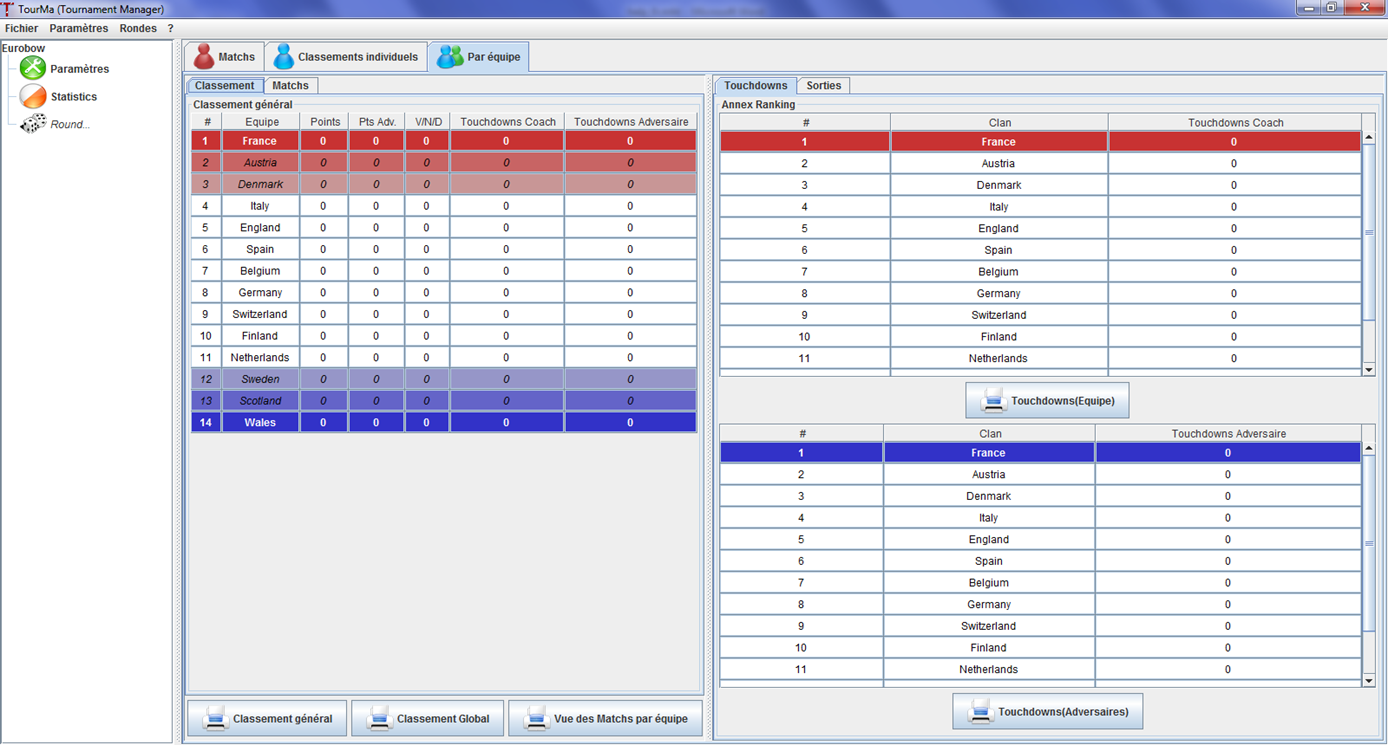 TourMa (Tournament Manager)
Fichier Paramètres Rondes ?
Eurobow
Paramètres
Statistics
Round...
Matchs Classements individuels Par équipe
Classement Matchs
Classement général
# Equipe Points Pts Adv. V/N/D Touchdowns Coach Touchdowns Adversaire
1 France 0 0 0 0 0
2 Austria 0 0 0 0 0
3 Denmark 0 0 0 0 0
4 Italy 0 0 0 0 0
5 England 0 0 0 0 0
6 Spain 0 0 0 0 0
7 Belgium 0 0 0 0 0
8 Germany 0 0 0 0 0
9 Switzerland 0 0 0 0 0
10 Finland 0 0 0 0 0
11 Netherlands 0 0 0 0 0
12 Sweden 0 0 0 0 0
13 Scotland 0 0 0 0 0
14 Wales 0 0 0 0 0
Classement général Classement Global Vue des Matchs par équipe
Touchdowns Sorties
Annex Ranking
# Clan Touchdowns Coach
1 France 0
2 Austria 0
3 Denmark 0
4 Italy 0
5 England 0
6 Spain 0
7 Belgium 0
8 Germany 0
9 Switzerland 0
10 Finland 0
11 Netherlands 0
Touchdowns(Equipe)
# Clan Touchdowns Adversaire
1 France 0
2 Austria 0
3 Denmark 0
4 Italy 0
5 England 0
6 Spain 0
7 Belgium 0
8 Germany 0
9 Switzerland 0
10 Finland 0
11 Netherlands 0
Touchdowns(Adversaires)